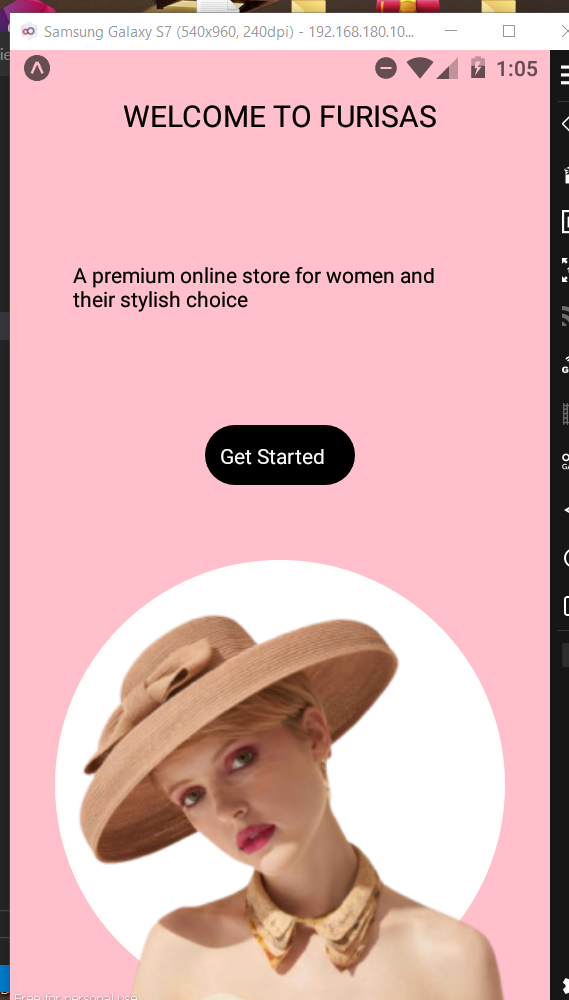 Samsung Galaxy S7 (540x960, 240dpi) - 192.168.180.10...
1:05
WELCOME TO FURISAS
A premium online store for women and
their stylish choice
Get Started
Free for personal use